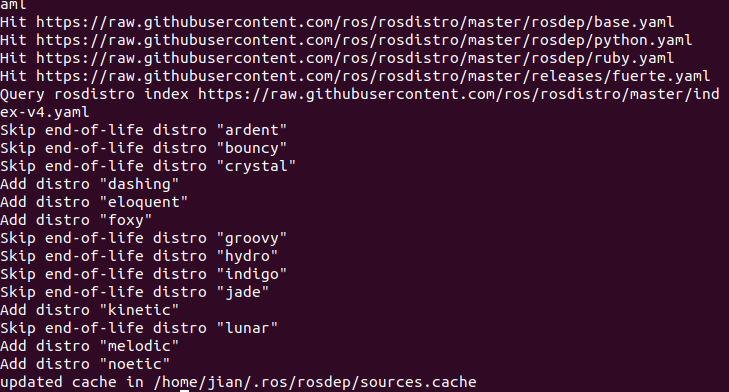 aml
Hit https://raw.githubusercontent.com/ros/rosdistro/master/rosdep/base.yaml
Hit https://raw.githubusercontent.com/ros/rosdistro/master/rosdep/python.yaml
Hit https://raw.githubusercontent.com/ros/rosdistro/master/rosdep/ruby.yaml
Hit https://raw.githubusercontent.com/ros/rosdistro/master/releases/fuerte.yaml
Query rosdistro index https://raw.githubusercontent.com/ros/rosdistro/master/ind
ex-v4.yaml
Skip end-of-life distro "ardent"
Skip end-of-life distro "bouncy"
Skip end-of-life distro "crystal"
Add distro "dashing"
Add distro "eloquent"
Add distro "foxy"
Skip end-of-life distro "groovy"
Skip end-of-life distro "hydro"
Skip end-of-life distro "indigo"
Skip end-of-life distro "jade"
Add distro "kinetic"
Skip end-of-life distro "lunar"
Add distro "melodic"
Add distro "noetic"
updated cache in /home/jian/.ros/rosdep/sources.cache